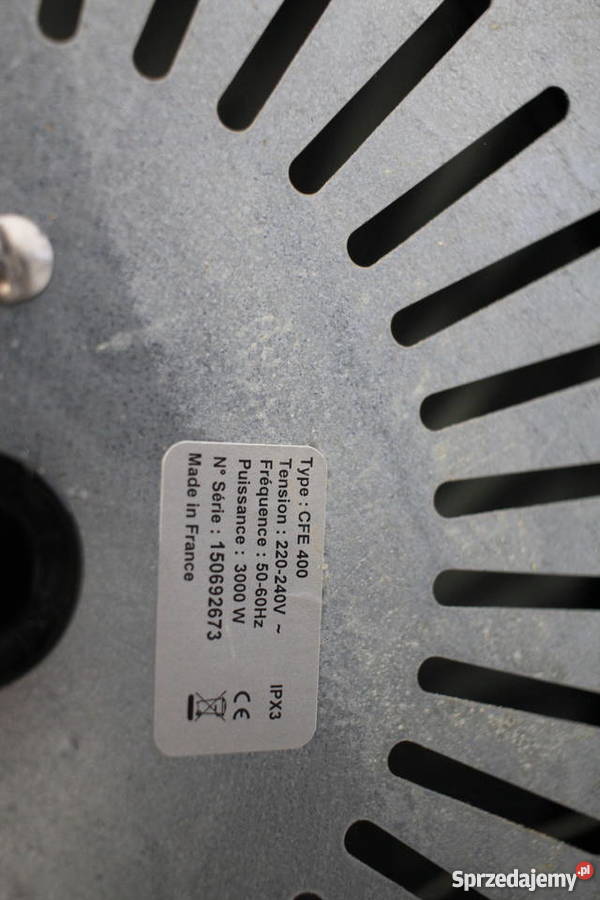 Type : CFE 400
Tension : 220-240V ~ IPX3
Fréquence : 50-60Hz
Puissance : 3000 W CE
N° Série : 150692673
Made in France
Sprzedajemy.pl